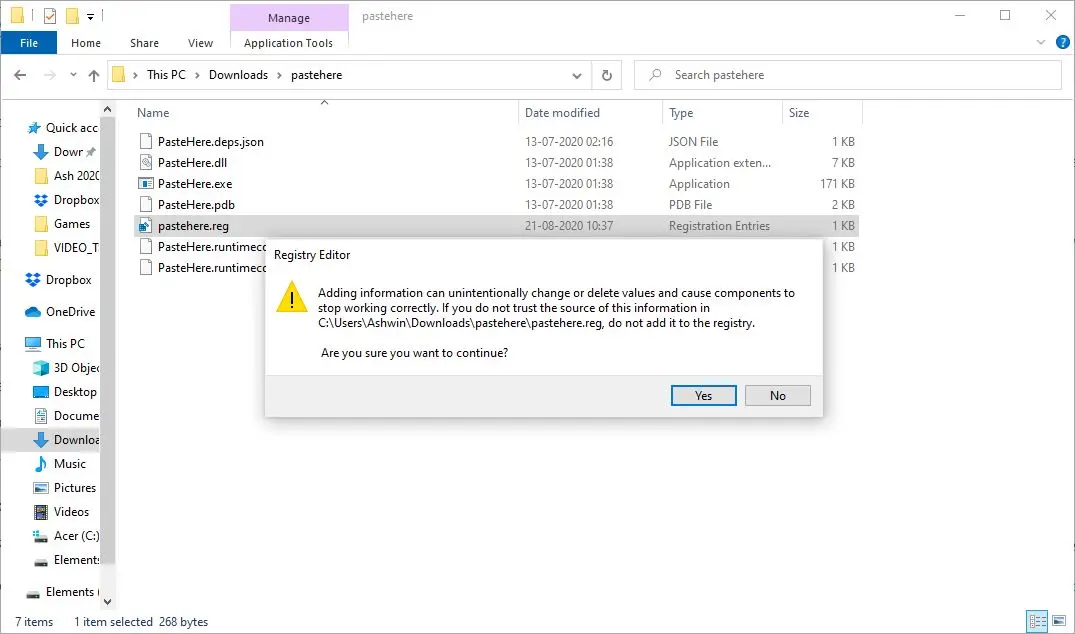 Manage
pastehere
File
Home
Share
View
Application Tools
This PC
Downloads
pastehere
Search pastehere
Name
Date modified
Type
Size
Quick acc
Dowr
Ash 2020
Dropbox
Games
VIDEO_T
Dropbox
OneDrive
This PC
3D Objec
Desktop
Docume
Downloa
Music
Pictures
Videos
Acer (C:)
Elements
Elements (
PasteHere.deps.json 13-07-2020 02:16 JSON File 1 KB
PasteHere.dll 13-07-2020 01:38 Application exten... 7 KB
PasteHere.exe 13-07-2020 01:38 Application 171 KB
PasteHere.pdb 13-07-2020 01:38 PDB File 2 KB
pastehere.reg 21-08-2020 10:37 Registration Entries 1 KB
PasteHere.runtimecc 1 KB
PasteHere.runtimecc 1 KB
Registry Editor
!
Adding information can unintentionally change or delete values and cause components to
stop working correctly. If you do not trust the source of this information in
C:\Users\Ashwin\Downloads\pastehere\pastehere.reg, do not add it to the registry.
Are you sure you want to continue?
Yes
No
7 items 1 item selected 268 bytes
?